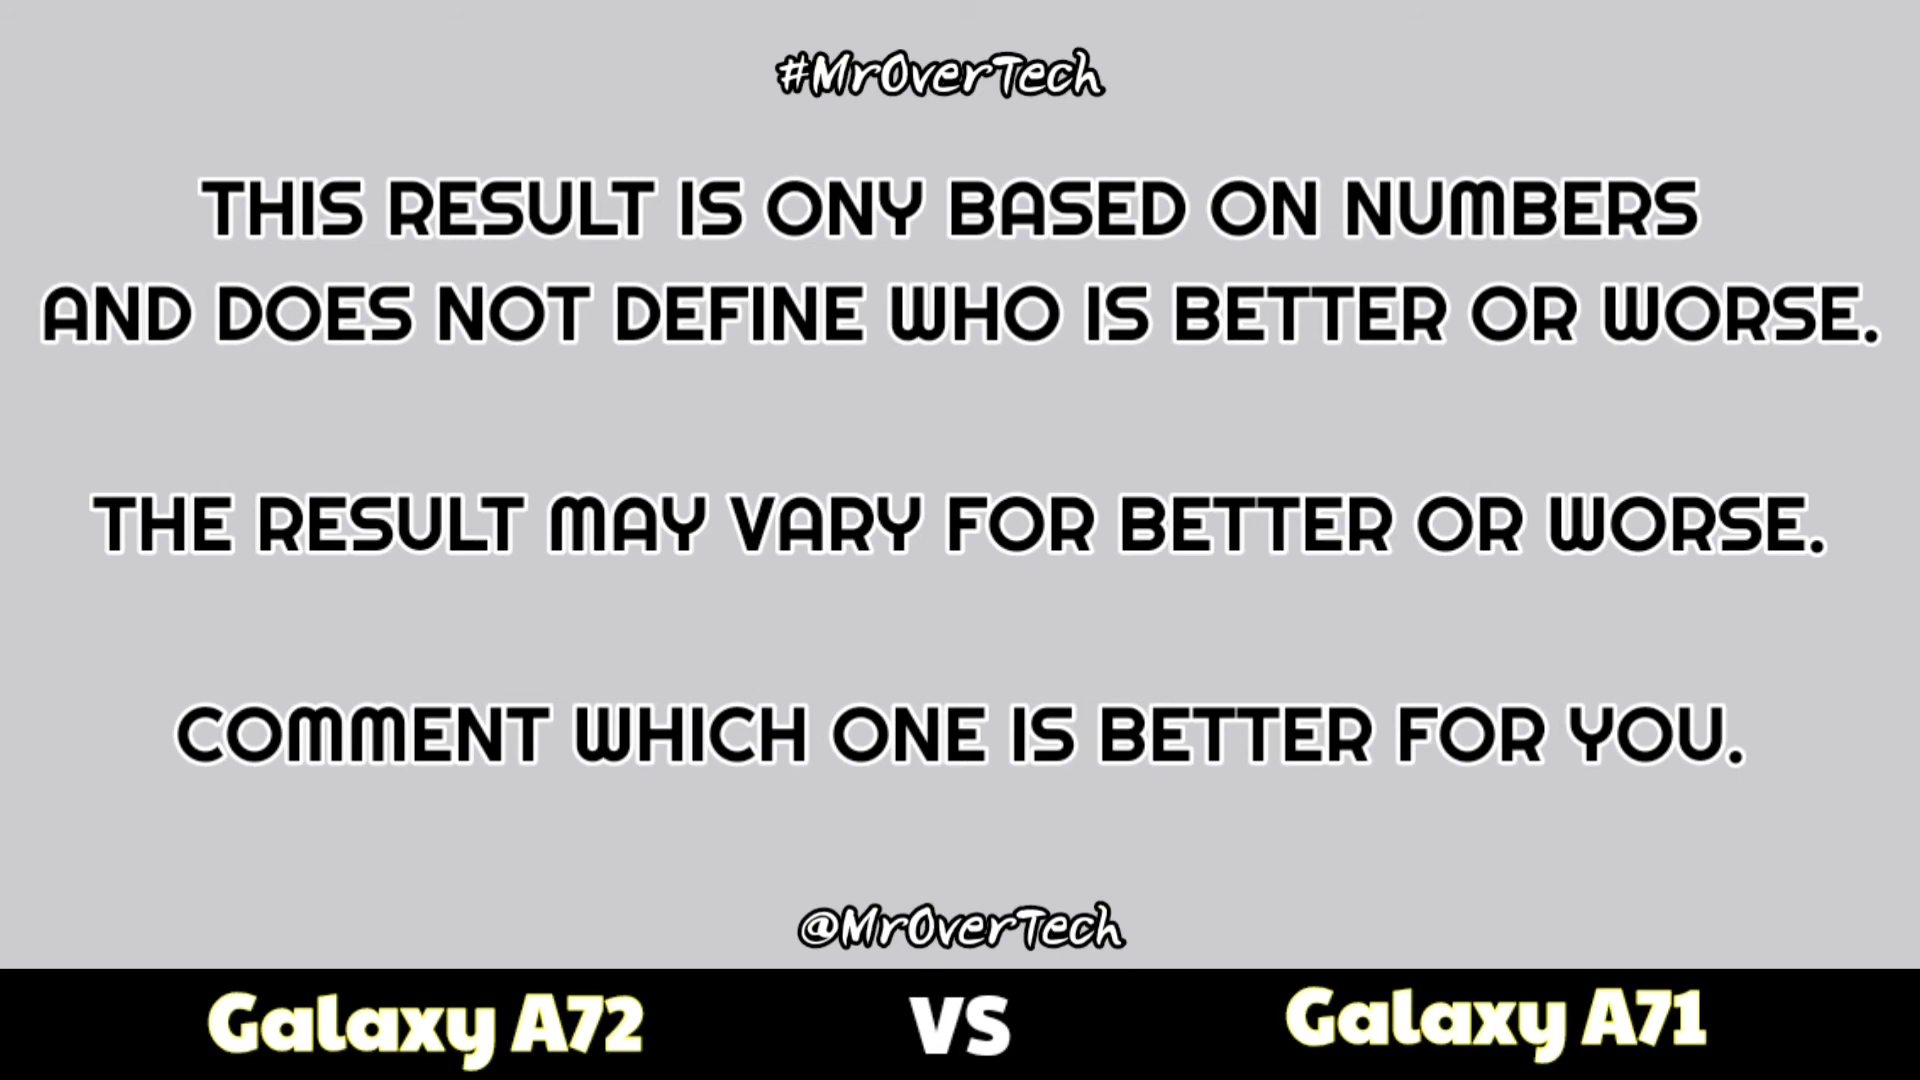 #MrOverTech
THIS RESULT IS ONY BASED ON NUMBERS
AND DOES NOT DEFINE WHO IS BETTER OR WORSE.
THE RESULT MAY VARY FOR BETTER OR WORSE.
COMMENT WHICH ONE IS BETTER FOR YOU.
@MrOverTech
Galaxy A72 VS Galaxy A71